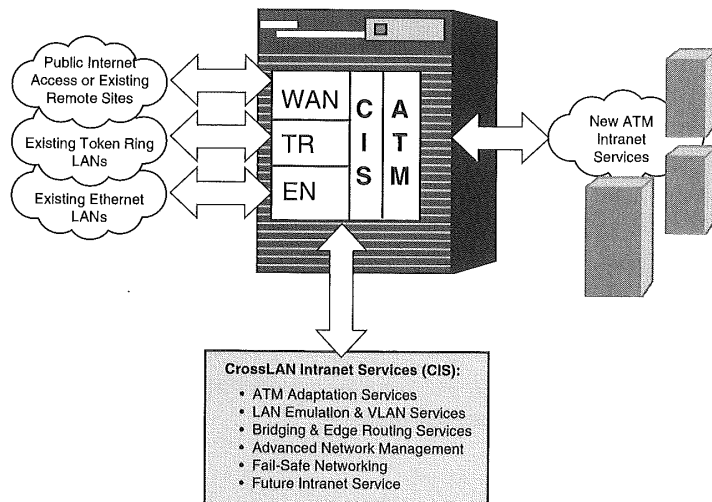 Public Internet
Access or Existing
Remote Sites
Existing Token Ring
LANs
Existing Ethernet
LANs
WAN
TR
EN
CIS
ATM
New ATM
Intranet
Services
CrossLAN Intranet Services (CIS):
• ATM Adaptation Services
• LAN Emulation & VLAN Services
• Bridging & Edge Routing Services
• Advanced Network Management
• Fail-Safe Networking
• Future Intranet Service